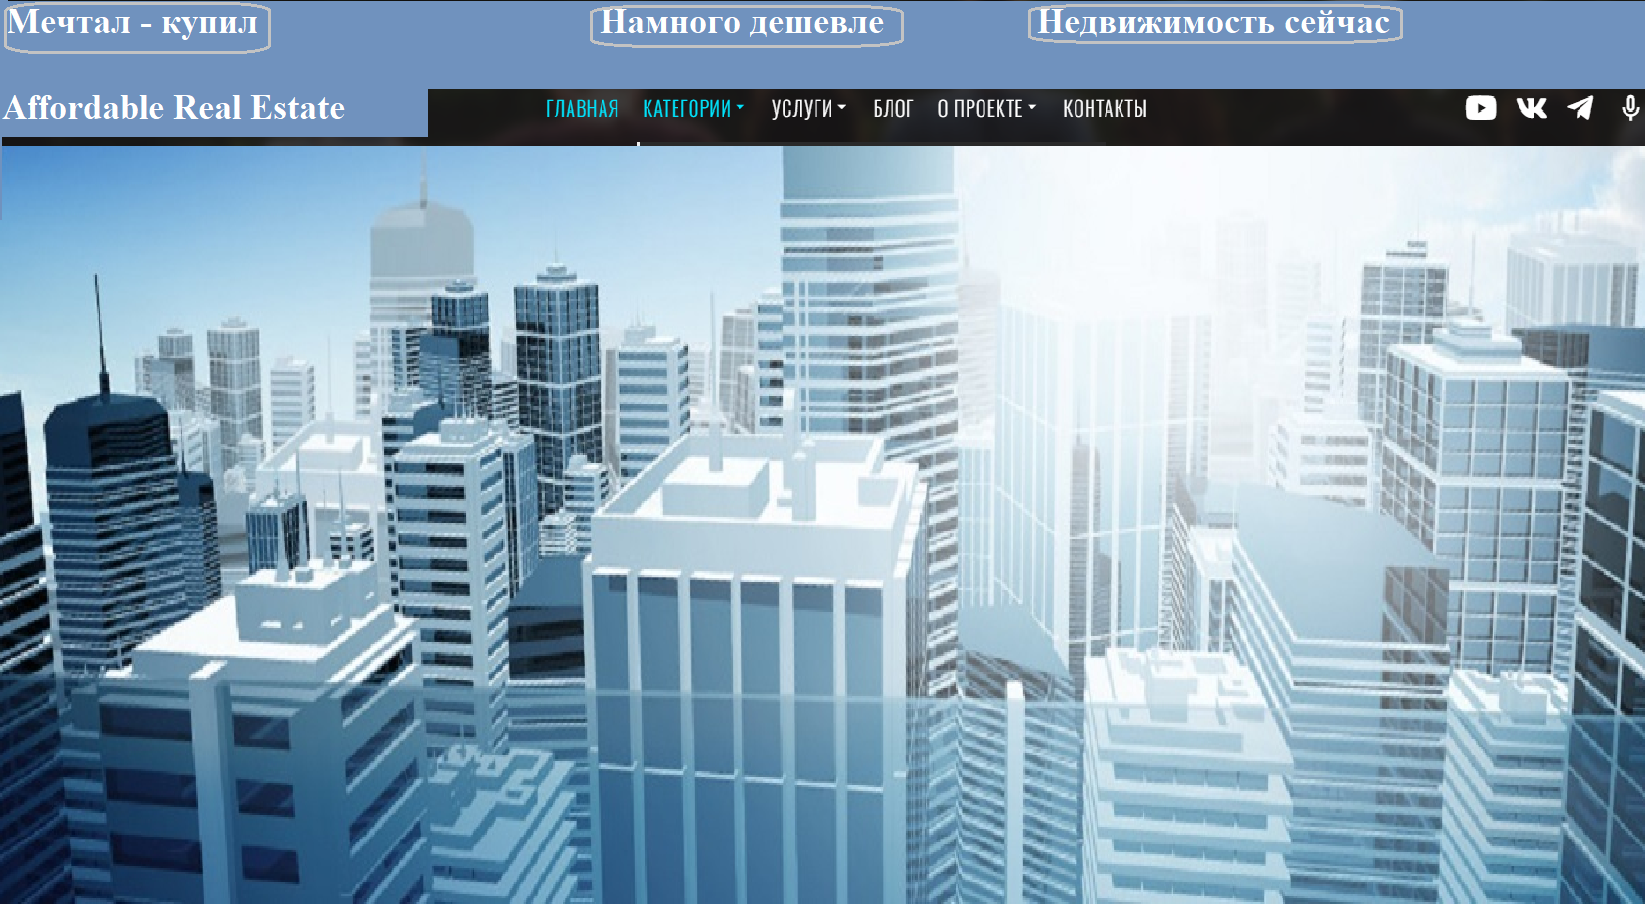 Мечтал - купил
Намного дешевле
Недвижимость сейчас
Affordable Real Estate
ГЛАВНАЯ КАТЕГОРИИ УСЛУГИ БЛОГ О ПРОЕКТЕ КОНТАКТЫ